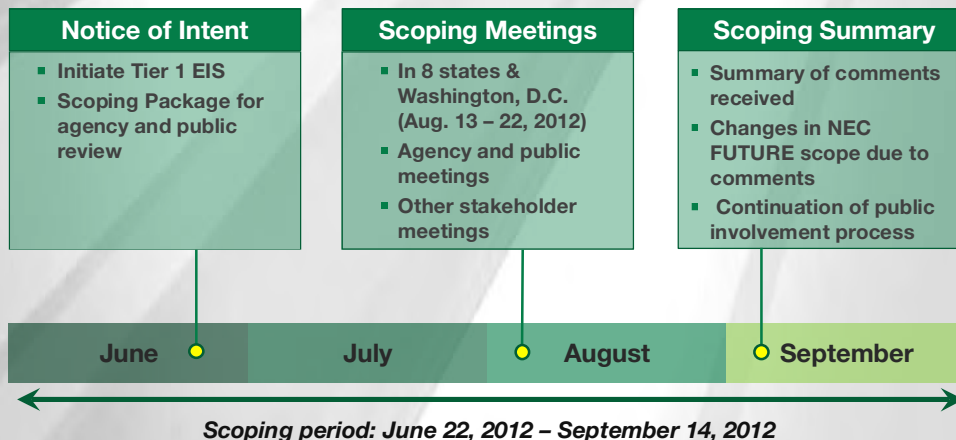 Notice of Intent
▪ Initiate Tier 1 EIS
▪ Scoping Package for
agency and public
review
Scoping Meetings
▪ In 8 states &
Washington, D.C.
(Aug. 13 – 22, 2012)
▪ Agency and public
meetings
▪ Other stakeholder
meetings
Scoping Summary
▪ Summary of comments
received
▪ Changes in NEC
FUTURE scope due to
comments
▪ Continuation of public
involvement process
June
July
August
September
Scoping period: June 22, 2012 – September 14, 2012